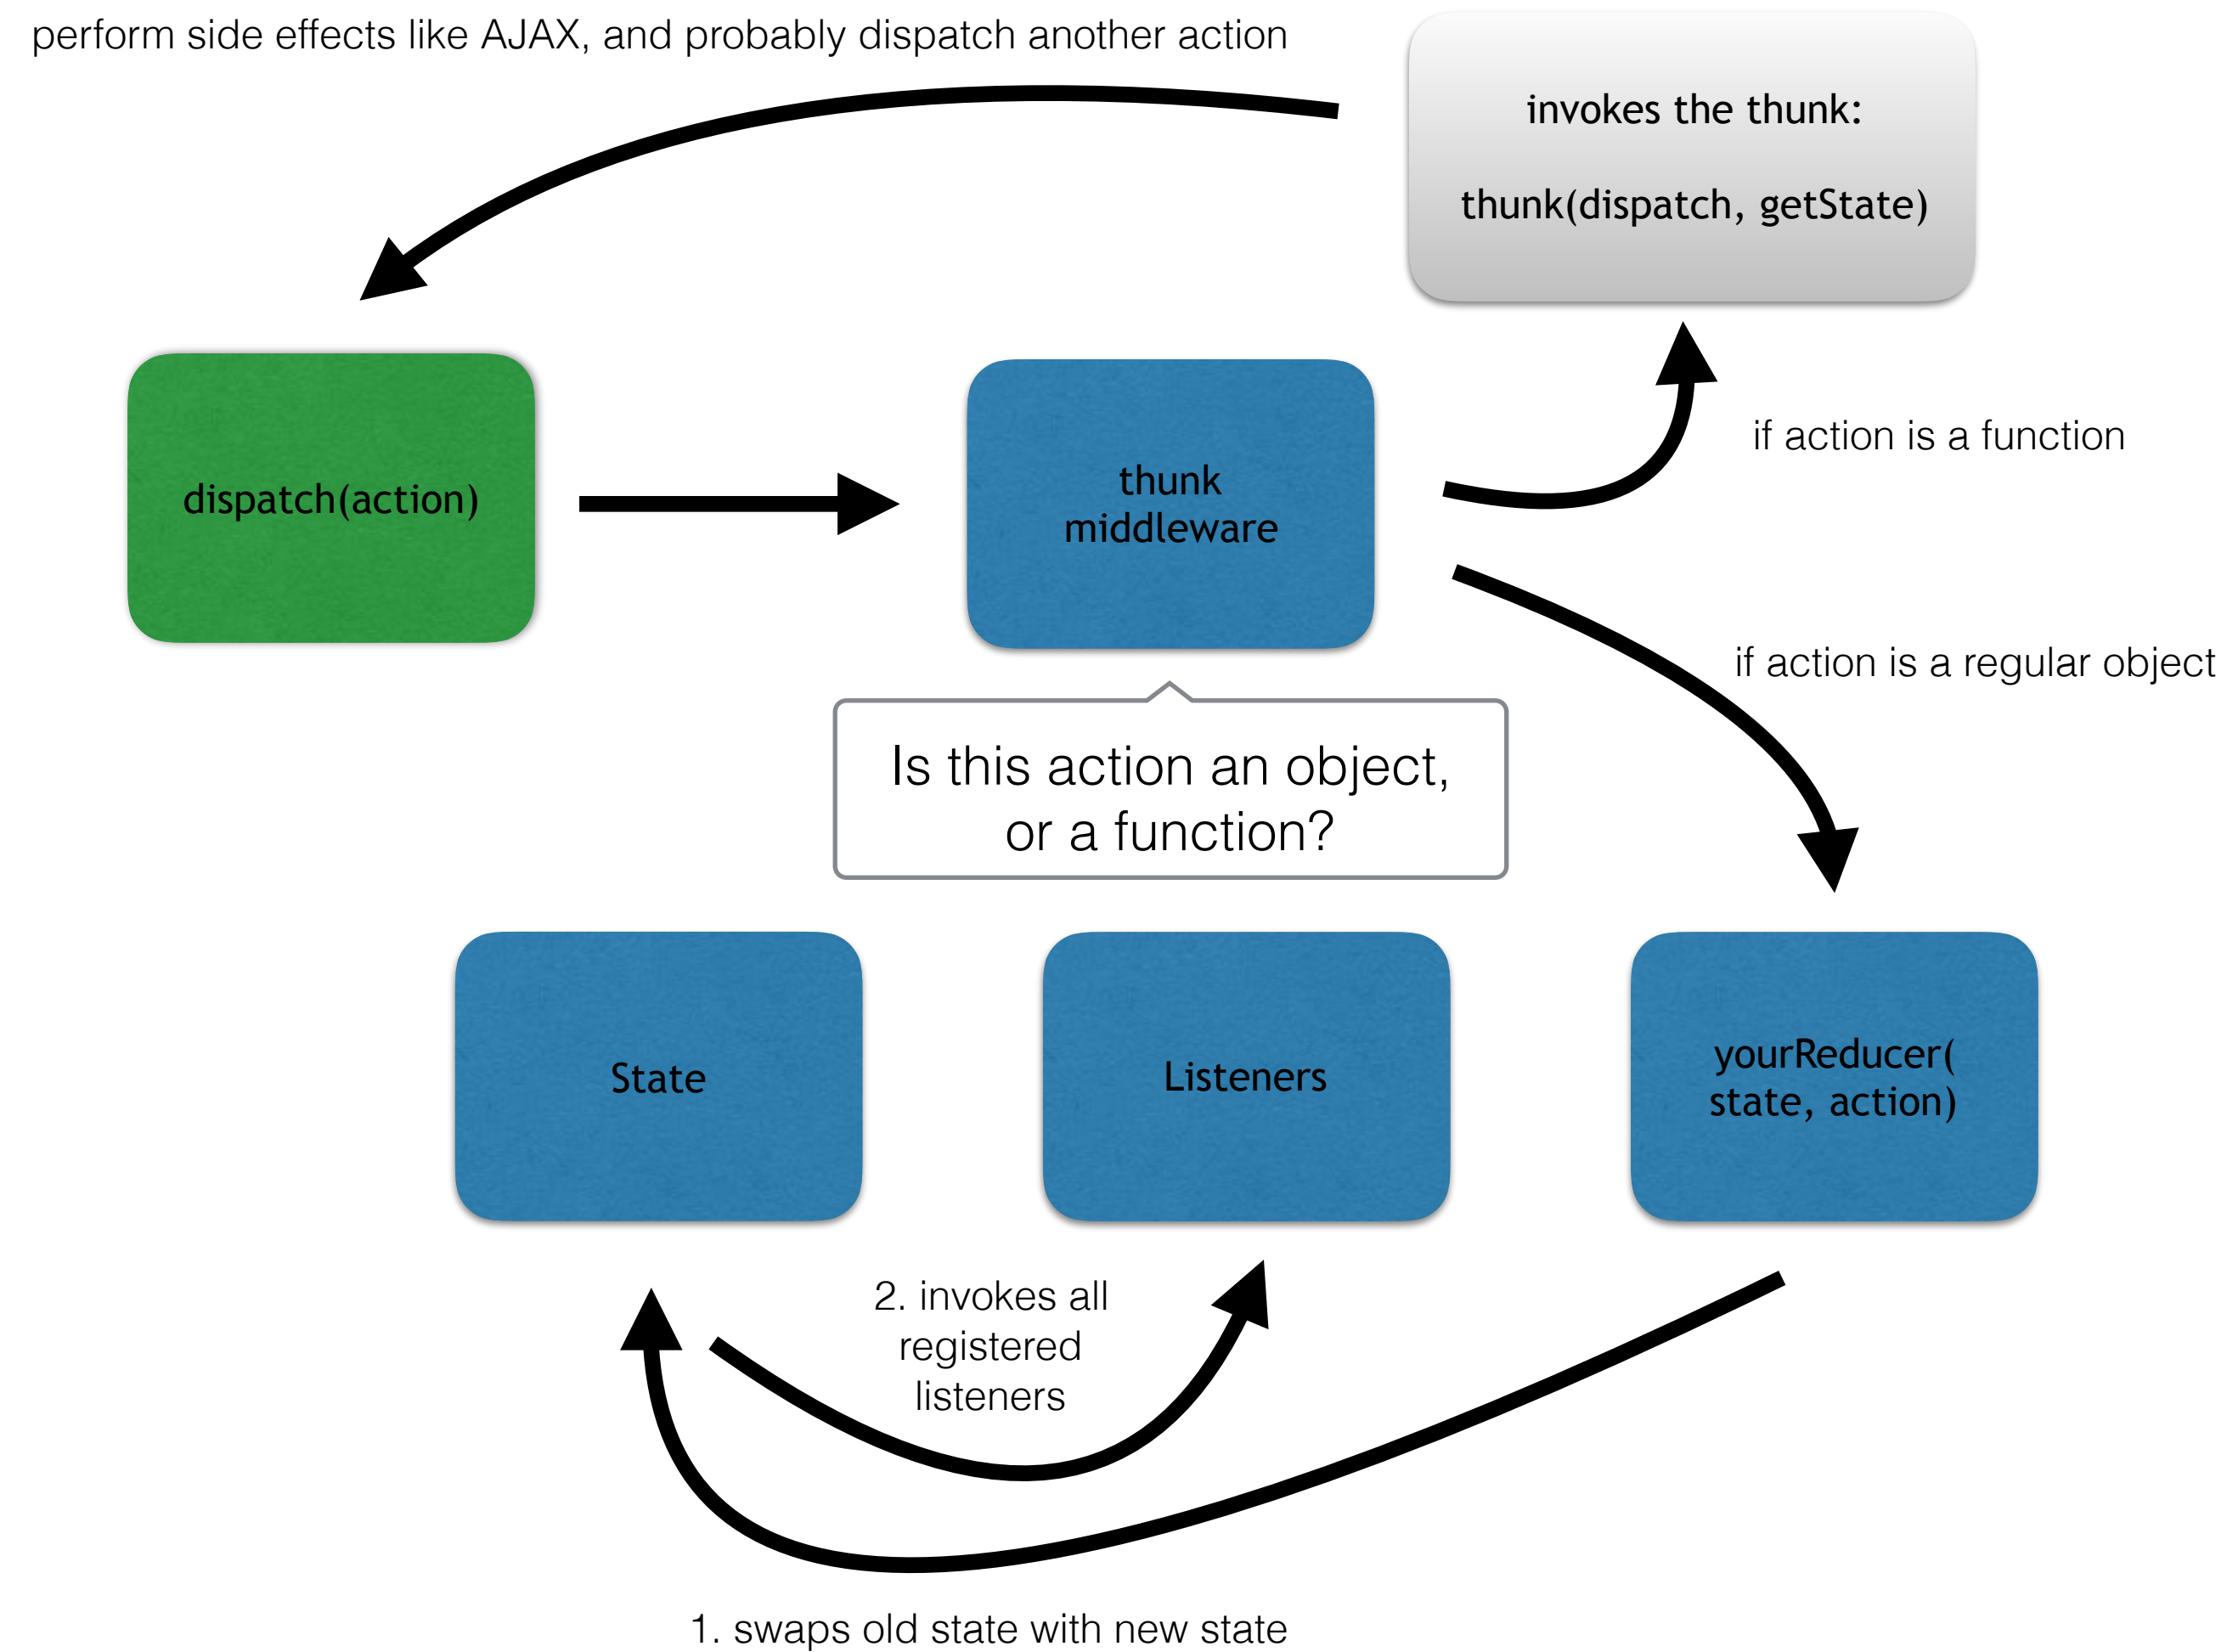 perform side effects like AJAX, and probably dispatch another action
invokes the thunk:
thunk(dispatch, getState)
if action is a function
dispatch(action)
thunk
middleware
if action is a regular object
Is this action an object,
or a function?
State
Listeners
yourReducer(
state, action)
2. invokes all
registered
listeners
1. swaps old state with new state